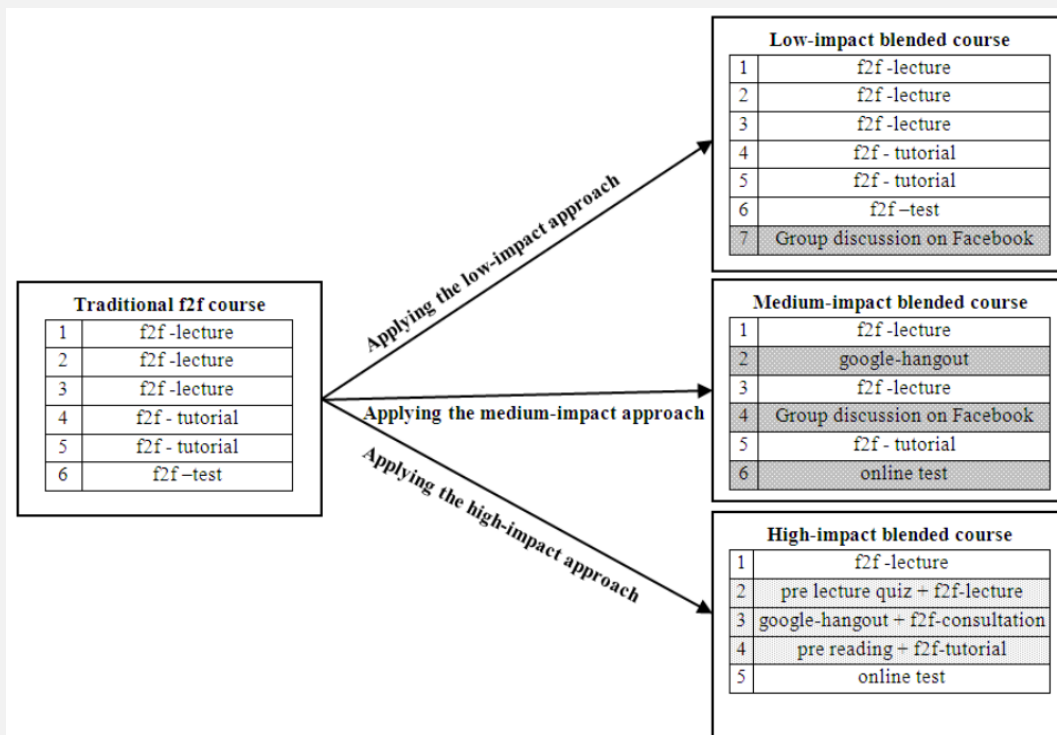 Traditional f2f course
1 f2f -lecture
2 f2f -lecture
3 f2f -lecture
4 f2f - tutorial
5 f2f - tutorial
6 f2f –test
Applying the low-impact approach
Applying the medium-impact approach
Applying the high-impact approach
Low-impact blended course
1 f2f -lecture
2 f2f -lecture
3 f2f -lecture
4 f2f - tutorial
5 f2f - tutorial
6 f2f –test
7 Group discussion on Facebook
Medium-impact blended course
1 f2f -lecture
2 google-hangout
3 f2f -lecture
4 Group discussion on Facebook
5 f2f - tutorial
6 online test
High-impact blended course
1 f2f -lecture
2 pre lecture quiz + f2f-lecture
3 google-hangout + f2f-consultation
4 pre reading + f2f-tutorial
5 online test